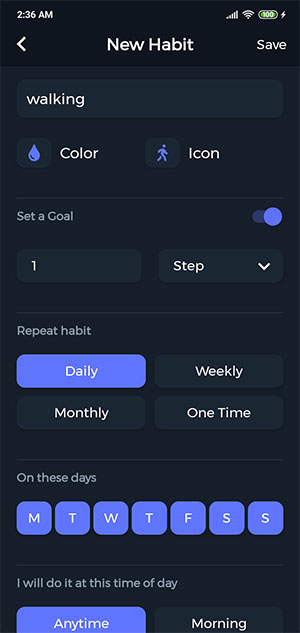 2:36 AM 100
New Habit Save
walking
Color Icon
Set a Goal
1 Step
Repeat habit
Daily Weekly
Monthly One Time
On these days
M T W T F S S
I will do it at this time of day
Anytime Morning